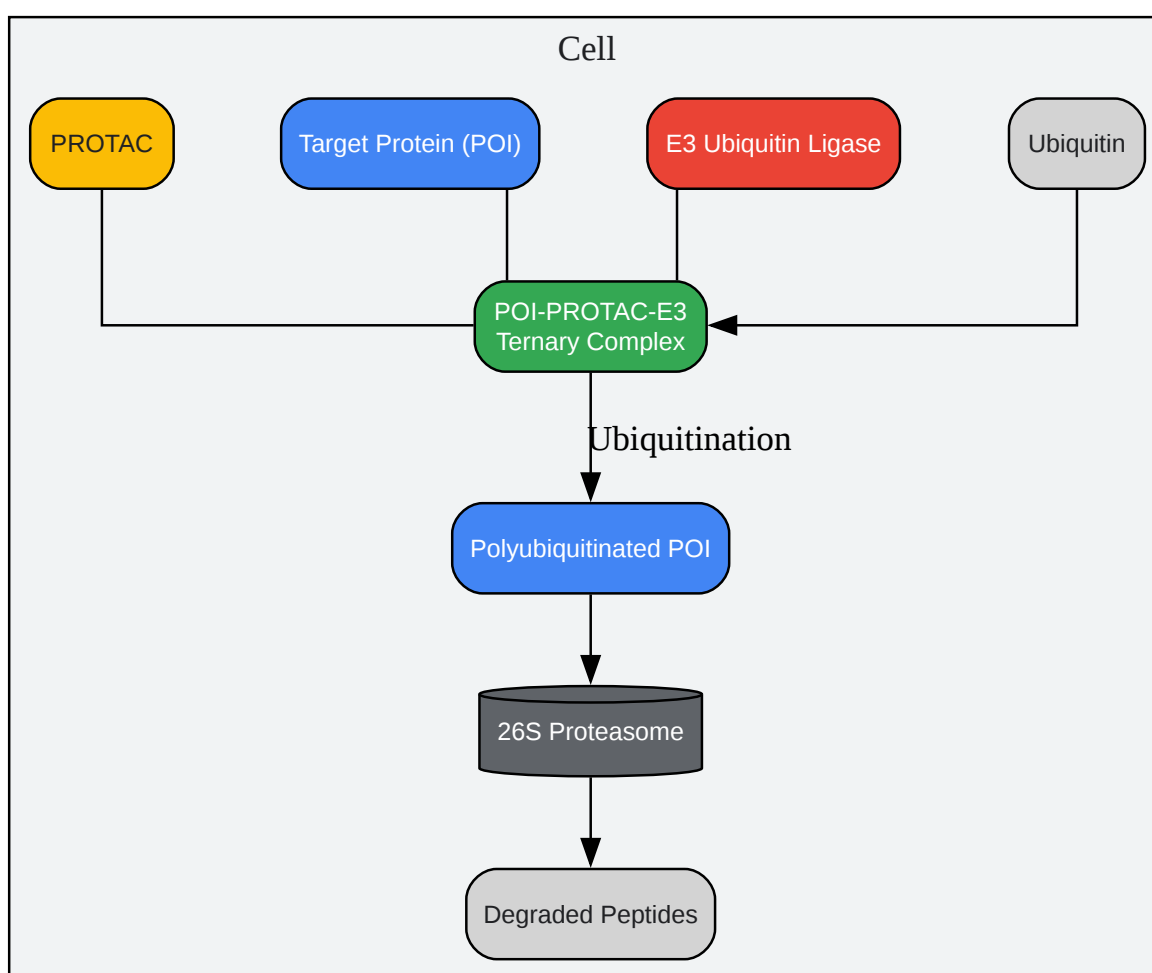 Cell
PROTAC
Target Protein (POI)
E3 Ubiquitin Ligase
Ubiquitin
POI-PROTAC-E3
Ternary Complex
Ubiquitination
Polyubiquitinated POI
26S Proteasome
Degraded Peptides